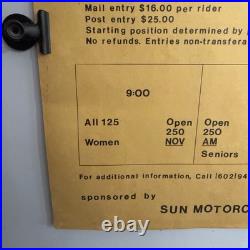 Mail entry $16.00 per rider
Post entry $25.00
Starting position determined by
No refunds. Entries non-transfera
9:00
All 125 Open Open
Women 250 250
NOV AM
Seniors
For additional information, Call (602)94
sponsored by
SUN MOTORC